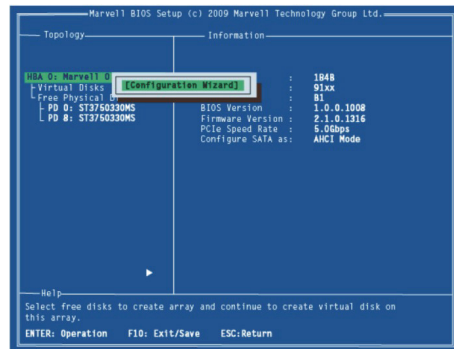 Marvell BIOS Setup (c) 2009 Marvell Technology Group Ltd.
Topology
Information
HBA 0: Marvell 0
Virtual Disks
Free Physical D
PD 0: ST3750330MS
PD 8: ST3750330MS
[Configuration Wizard]
: 1B4B
: 91xx
: B1
BIOS Version : 1.0.0.1008
Firmware Version : 2.1.0.1316
PCIe Speed Rate : 5.0Gbps
Configure SATA as: AHCI Mode
Help
Select free disks to create array and continue to create virtual disk on
this array.
ENTER: Operation F10: Exit/Save ESC:Return